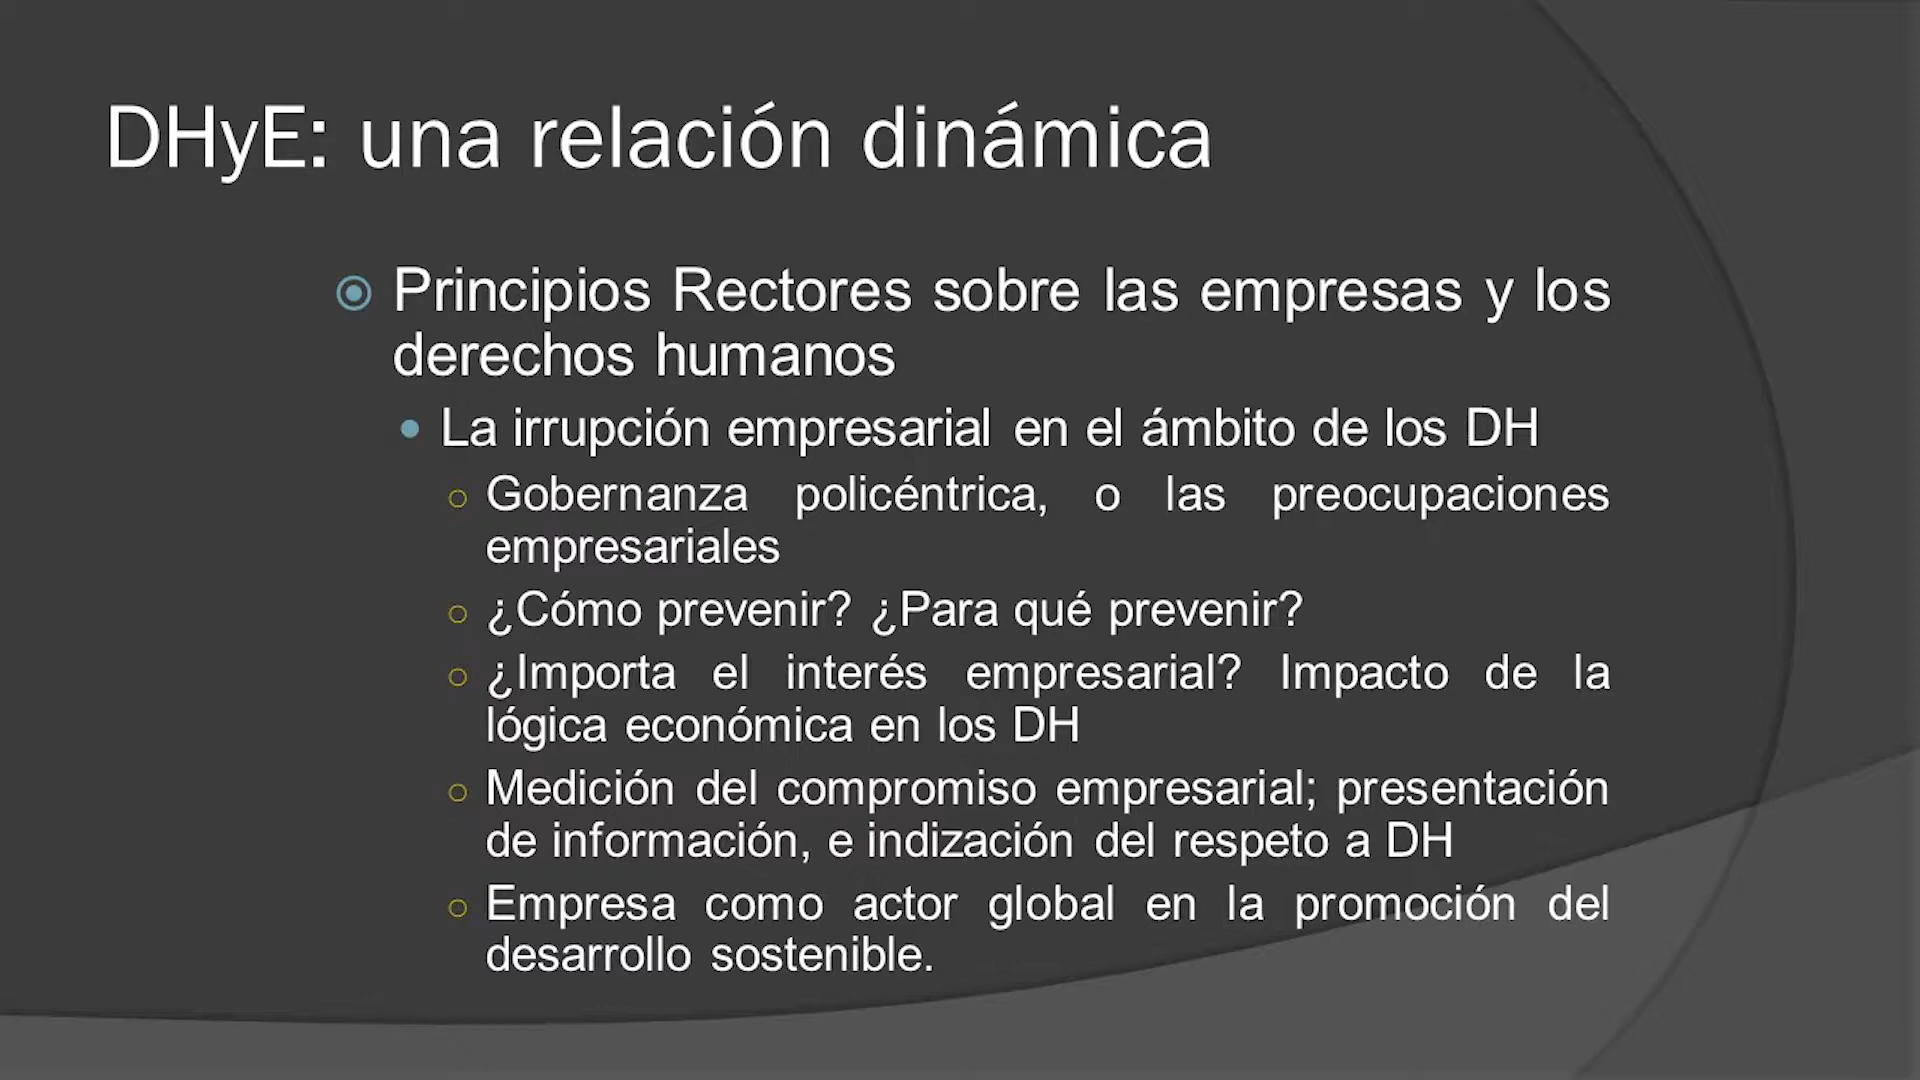 DHyE: una relación dinámica
Principios Rectores sobre las empresas y los
derechos humanos
La irrupción empresarial en el ámbito de los DH
Gobernanza policéntrica, o las preocupaciones
empresariales
¿Cómo prevenir? ¿Para qué prevenir?
¿Importa el interés empresarial? Impacto de la
lógica económica en los DH
Medición del compromiso empresarial; presentación
de información, e indización del respeto a DH
Empresa como actor global en la promoción del
desarrollo sostenible.